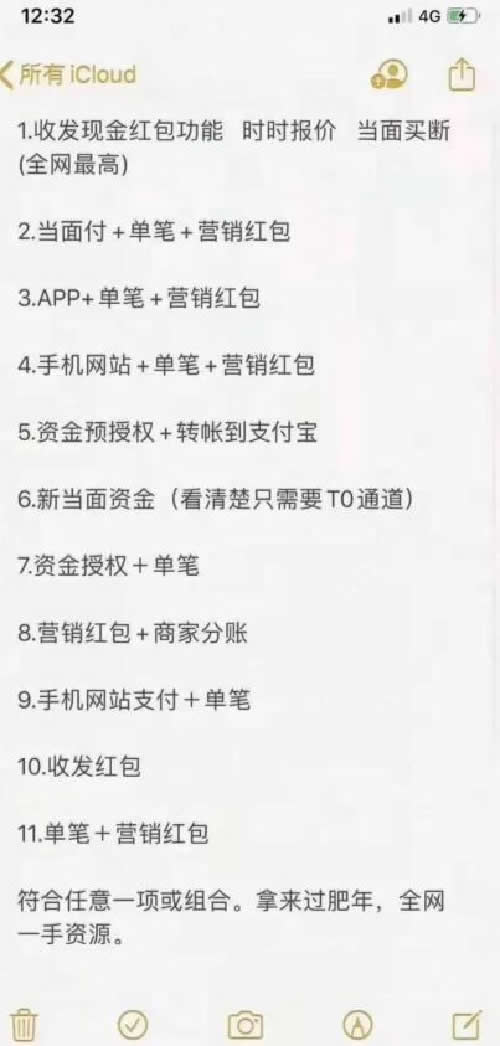 12:32
4G
所有 iCloud
1.收发现金红包功能 时时报价 当面买断
(全网最高)
2.当面付+单笔+营销红包
3.APP+单笔+营销红包
4.手机网站+单笔+营销红包
5.资金预授权+转帐到支付宝
6.新当面资金（看清楚只需要T0通道）
7.资金授权＋单笔
8.营销红包+商家分账
9.手机网站支付＋单笔
10.收发红包
11.单笔＋营销红包
符合任意一项或组合。拿来过肥年，全网
一手资源。